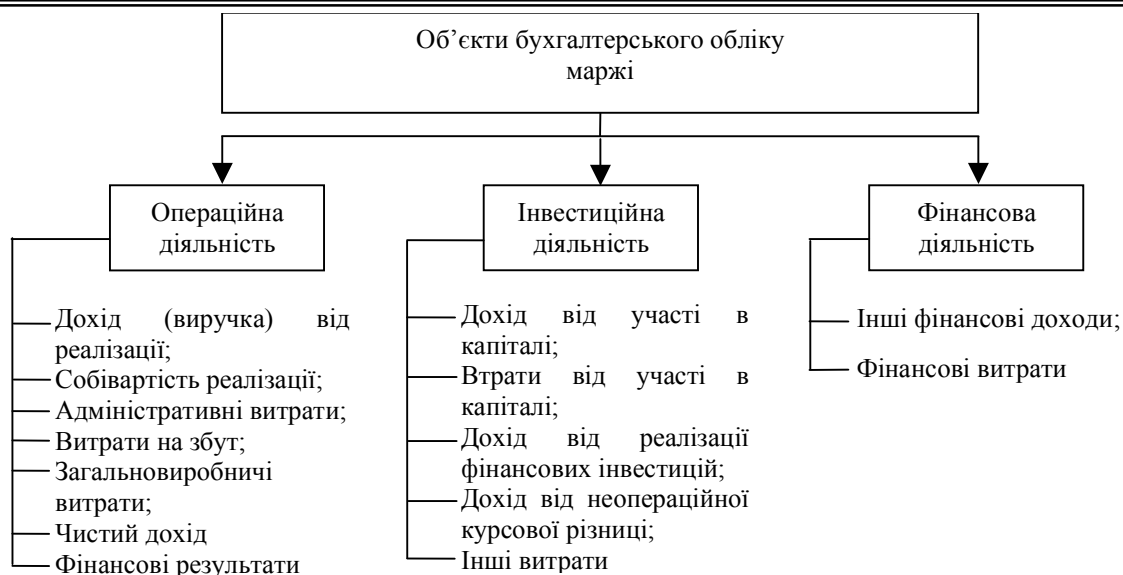 Об’єкти бухгалтерського обліку
маржі
Операційна
діяльність
Дохід (виручка) від
реалізації;
Собівартість реалізації;
Адміністративні витрати;
Витрати на збут;
Загальновиробничі
витрати;
Чистий дохід
Фінансові результати
Інвестиційна
діяльність
Дохід від участі в
капіталі;
Втрати від участі в
капіталі;
Дохід від реалізації
фінансових інвестицій;
Дохід від неопераційної
курсової різниці;
Інші витрати
Фінансова
діяльність
Інші фінансові доходи;
Фінансові витрати